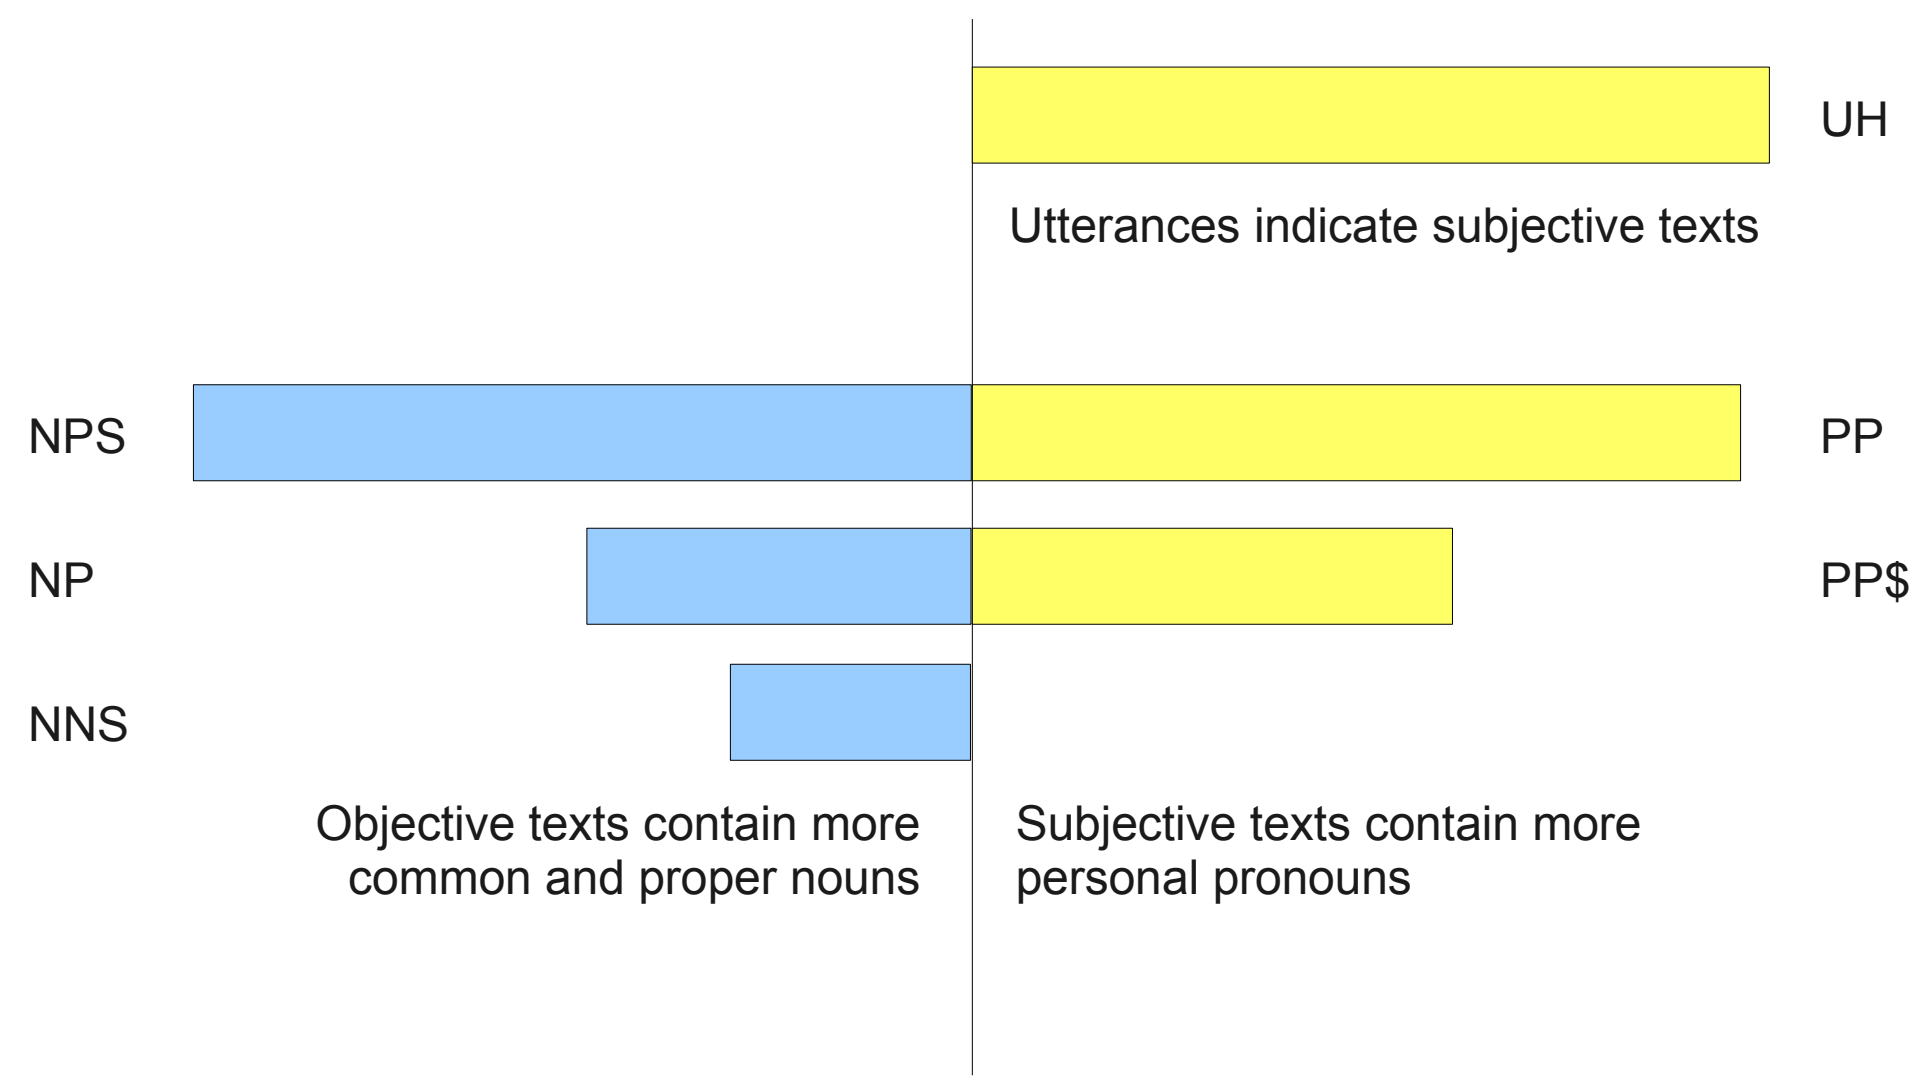 UH
Utterances indicate subjective texts
NPS
PP
NP
PP$
NNS
Objective texts contain more
common and proper nouns
Subjective texts contain more
personal pronouns